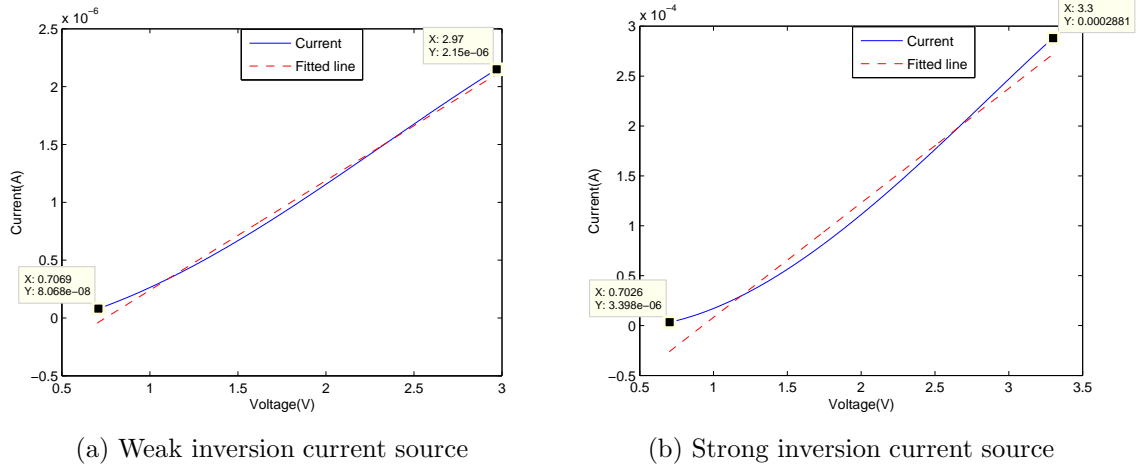 x 10−6
2.5
2
1.5
1
0.5
0
−0.5
0.5
1
1.5
2
2.5
3
Voltage(V)
Current(A)
Current
Fitted line
X: 2.97
Y: 2.15e−06
X: 0.7069
Y: 8.068e−08
(a) Weak inversion current source
x 10−4
3
2.5
2
1.5
1
0.5
0
−0.5
0.5
1
1.5
2
2.5
3
3.5
Voltage(V)
Current(A)
Current
Fitted line
X: 3.3
Y: 0.0002881
X: 0.7026
Y: 3.398e−06
(b) Strong inversion current source